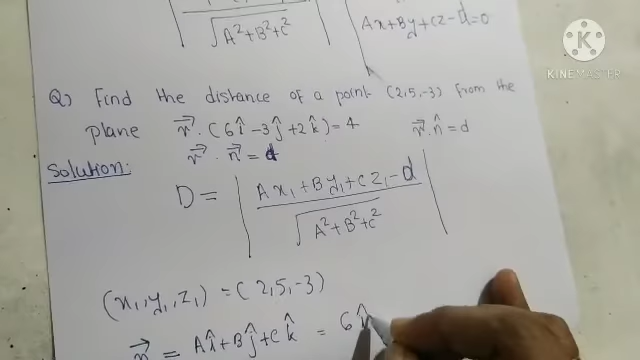 √A²+B²+C²
Ax+By+CZ-d=0
KINEMASTER
Q) Find the distance of a point (2,5,-3) from the
plane r⃗.(6î-3ĵ+2k̂)=4 r⃗.n̂=d
Solution: r⃗.n⃗=d
D= |Ax₁+By₁+CZ₁-d
√A²+B²+C²|
(x₁,y₁,z₁)=(2,5,-3)
= Aî+Bĵ+Ck̂ = 6î